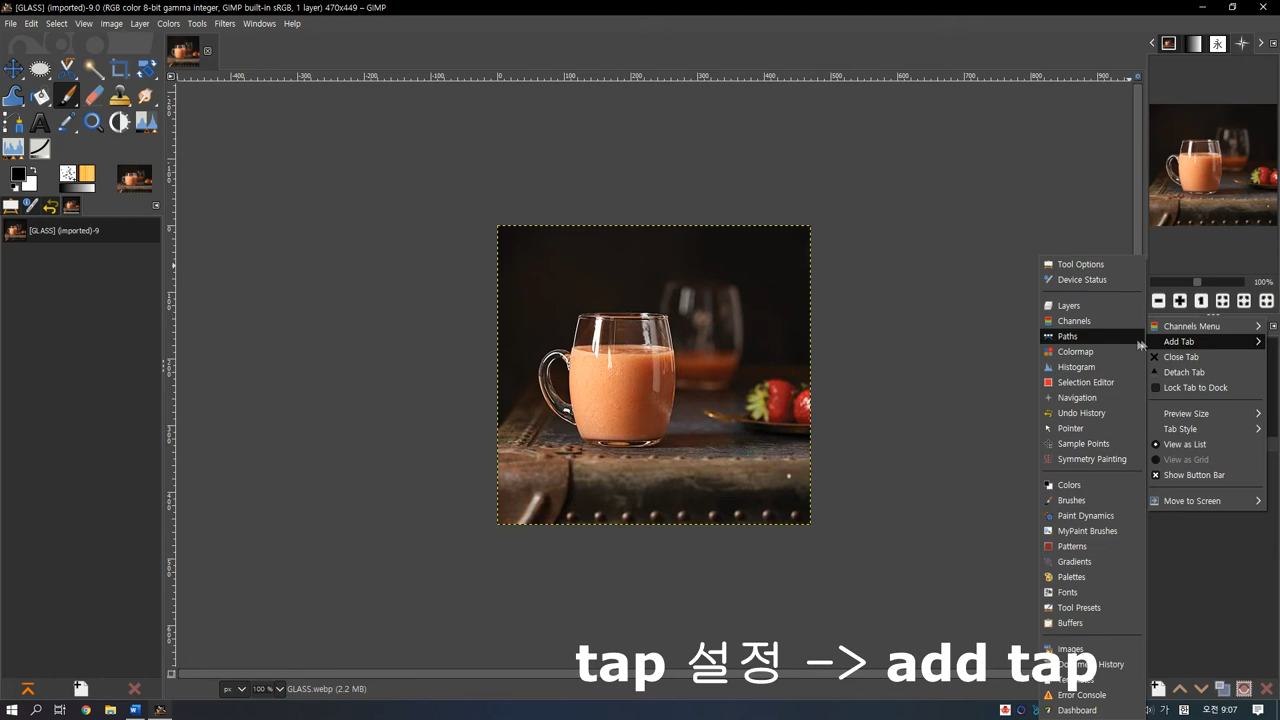 [GLASS] (imported)-9.0 (RGB color 8-bit gamma integer, GIMP built-in sRGB, 1 layer) 470x449 – GIMP
File Edit Select View Image Layer Colors Tools Filters Windows Help
[GLASS] (imported)-9
100%
Tool Options
Device Status
Layers
Channels
Paths
Colormap
Histogram
Selection Editor
Navigation
Undo History
Pointer
Sample Points
Symmetry Painting
Colors
Brushes
Paint Dynamics
MyPaint Brushes
Patterns
Gradients
Palettes
Fonts
Tool Presets
Buffers
Images
Error Console
Dashboard
Channels Menu
Add Tab
Close Tab
Detach Tab
Lock Tab to Dock
Preview Size
Tab Style
View as List
View as Grid
Show Button Bar
Move to Screen
tap 설정 -> add tap
px 100 % GLASS.webp (2.2 MB)
가 오전 9:07